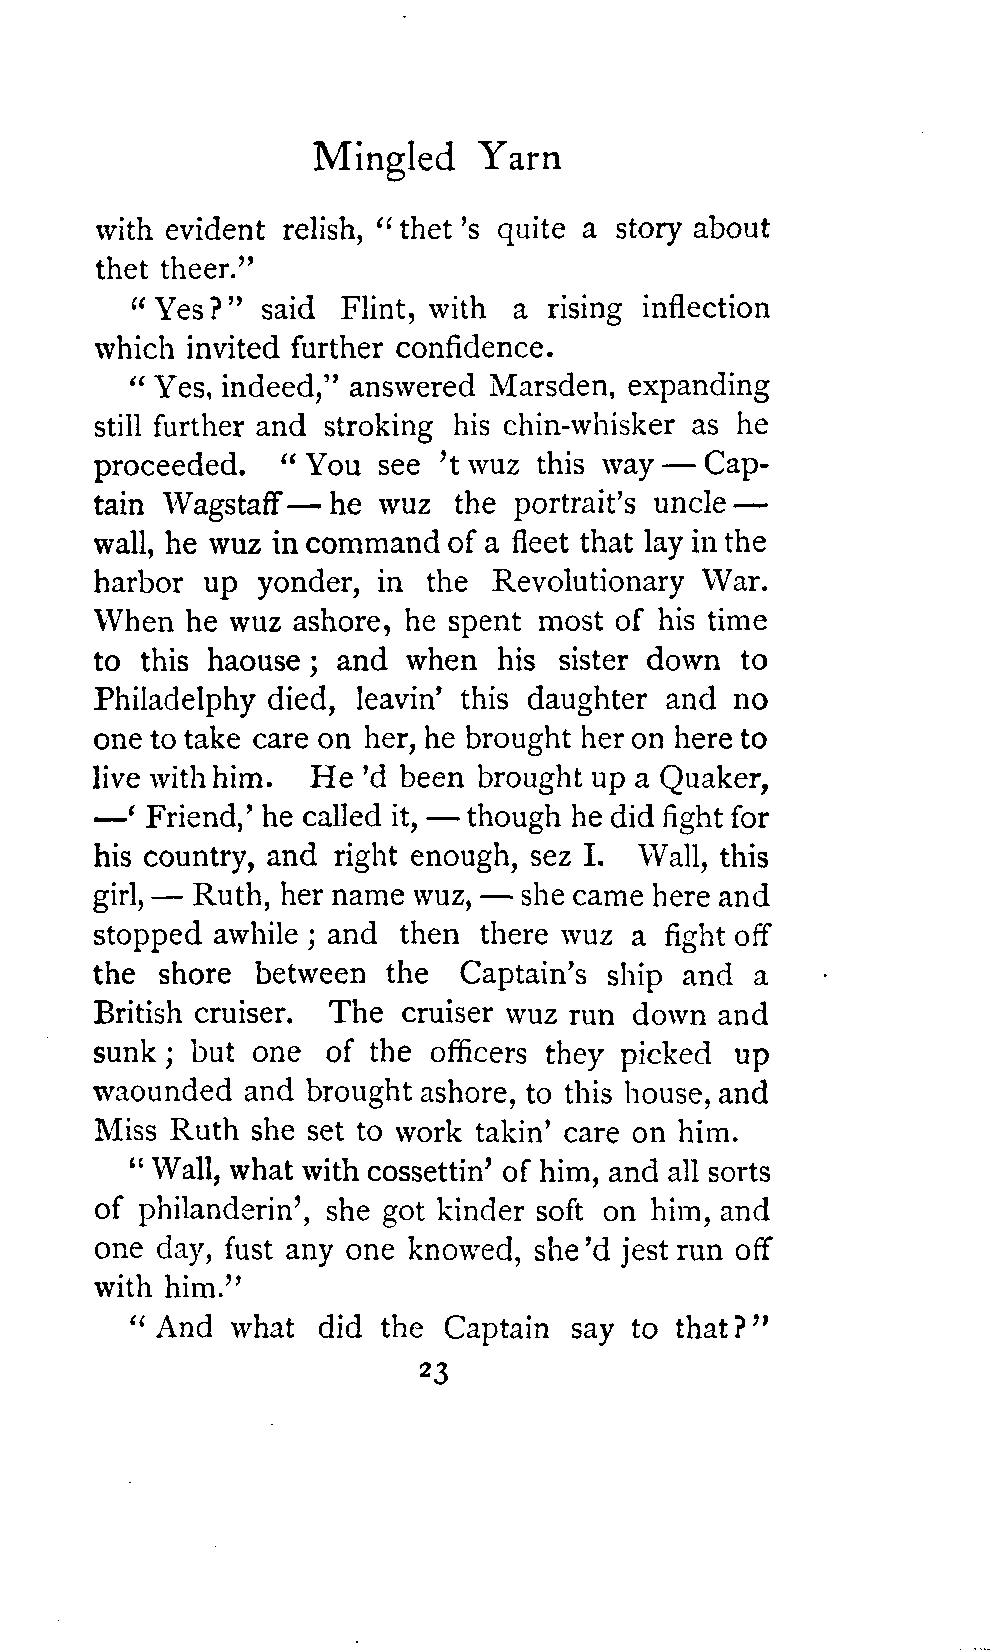 Mingled Yarn
with evident relish, "thet 's quite a story about
thet theer."
"Yes?" said Flint, with a rising inflection
which invited further confidence.
"Yes, indeed," answered Marsden, expanding
still further and stroking his chin-whisker as he
proceeded. "You see 't wuz this way — Cap-
tain Wagstaff — he wuz the portrait's uncle —
wall, he wuz in command of a fleet that lay in the
harbor up yonder, in the Revolutionary War.
When he wuz ashore, he spent most of his time
to this haouse; and when his sister down to
Philadelphy died, leavin' this daughter and no
one to take care on her, he brought her on here to
live with him. He 'd been brought up a Quaker,
—'Friend,' he called it, — though he did fight for
his country, and right enough, sez I. Wall, this
girl, — Ruth, her name wuz, — she came here and
stopped awhile; and then there wuz a fight off
the shore between the Captain's ship and a
British cruiser. The cruiser wuz run down and
sunk; but one of the officers they picked up
waounded and brought ashore, to this house, and
Miss Ruth she set to work takin' care on him.
"Wall, what with cossettin' of him, and all sorts
of philanderin', she got kinder soft on him, and
one day, fust any one knowed, she 'd jest run off
with him."
"And what did the Captain say to that?"
23